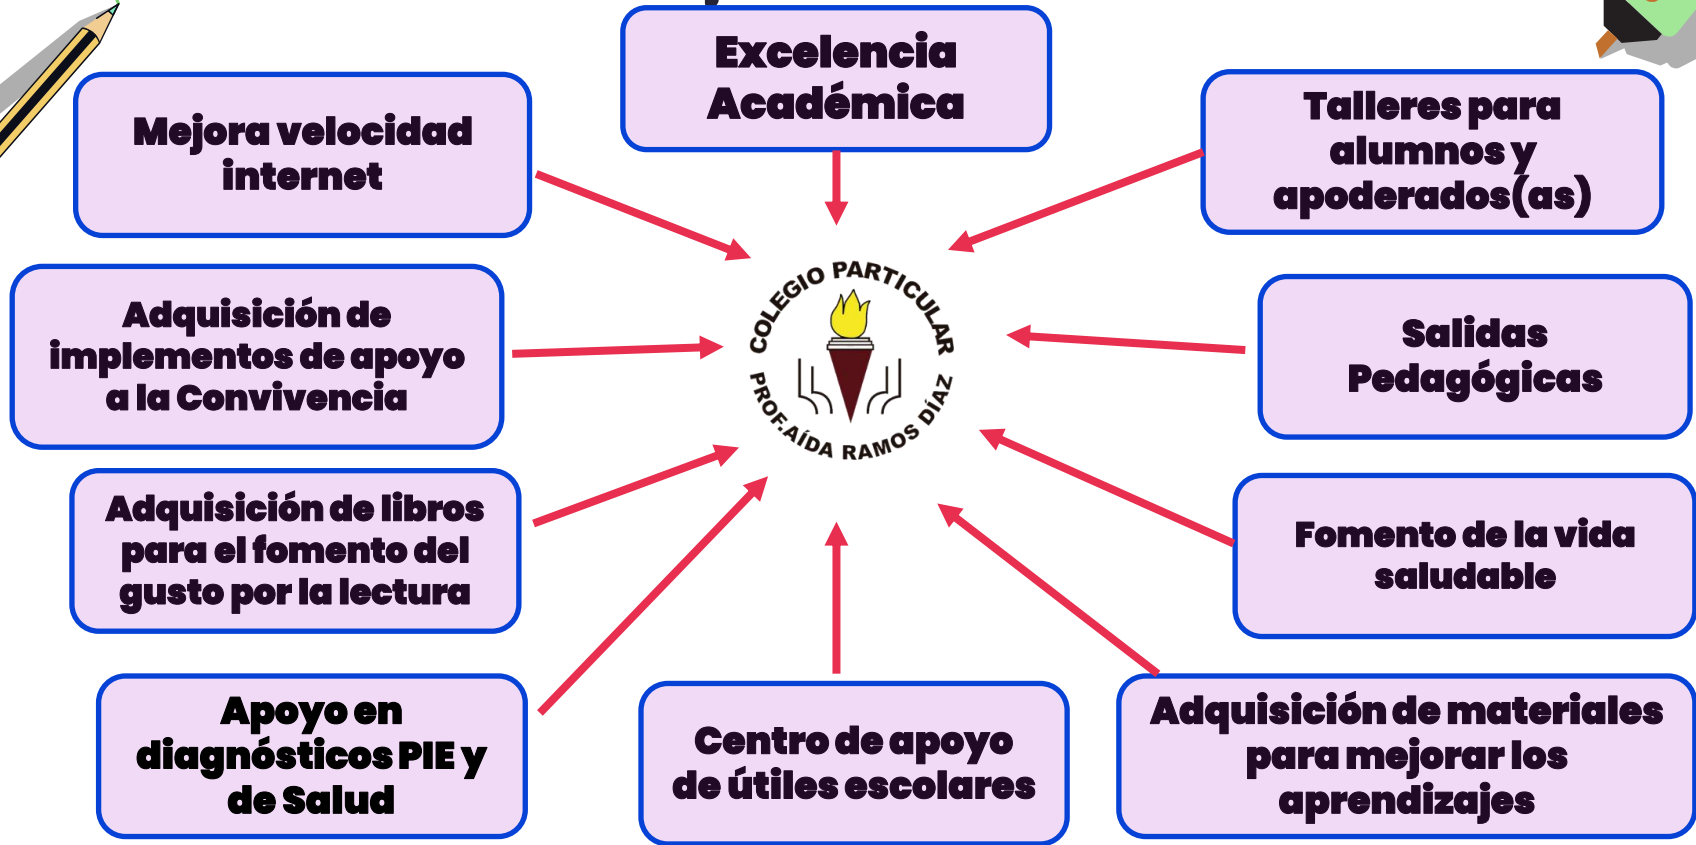 Excelencia
Académica
Mejora velocidad
internet
Talleres para
alumnos y
apoderados(as)
Adquisición de
implementos de apoyo
a la Convivencia
COLEGIO PARTICULAR
PROF. AÍDA RAMOS DÍAZ
Salidas
Pedagógicas
Adquisición de libros
para el fomento del
gusto por la lectura
Fomento de la vida
saludable
Apoyo en
diagnósticos PIE y
de Salud
Centro de apoyo
de útiles escolares
Adquisición de materiales
para mejorar los
aprendizajes